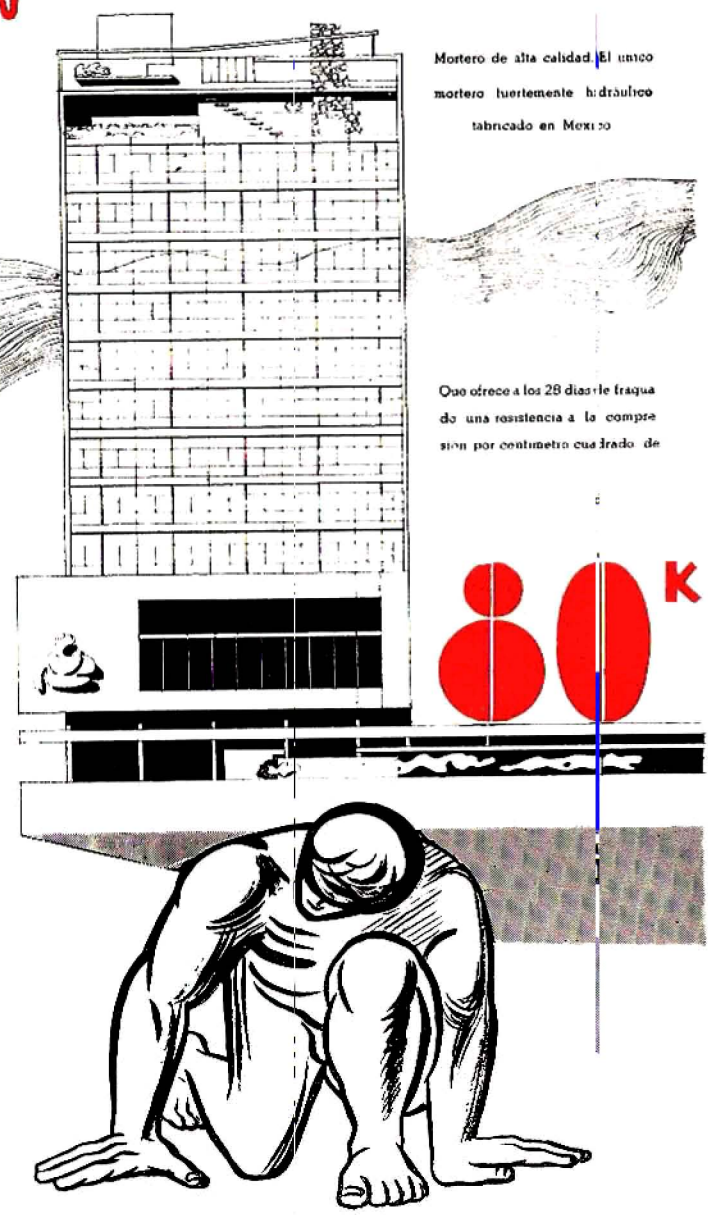 Mortero de alta calidad. El unico
mortero fuertemente hidráulico
fabricado en Mexico
Que ofrece a los 28 dias de fragua
do una resistencia a la compre
sion por centimetro cuadrado de
80 K